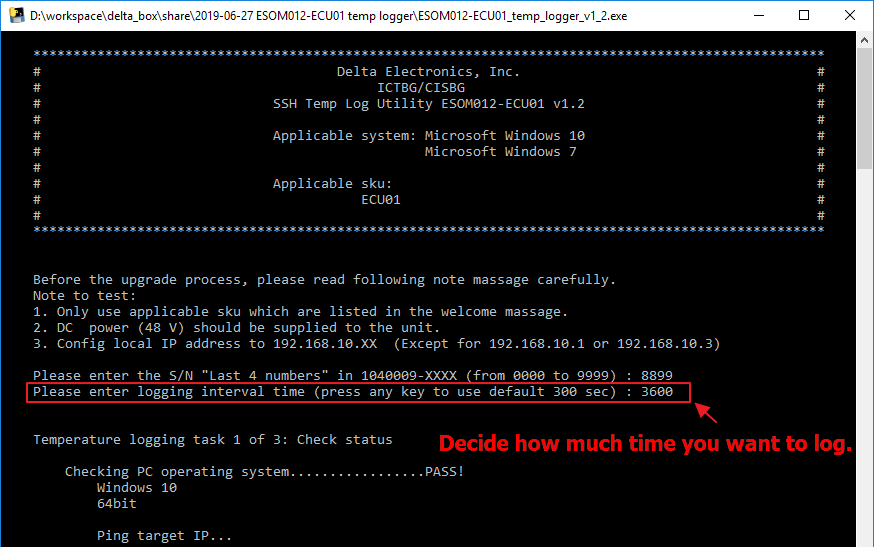 D:\workspace\delta_box\share\2019-06-27 ESOM012-ECU01 temp logger\ESOM012-ECU01_temp_logger_v1_2.exe
***************************************************************************************************
# Delta Electronics, Inc. #
# ICTBG/CISBG #
# SSH Temp Log Utility ESOM012-ECU01 v1.2 #
# #
# Applicable system: Microsoft Windows 10 #
# Microsoft Windows 7 #
# #
# Applicable sku: #
# ECU01 #
# #
***************************************************************************************************
Before the upgrade process, please read following note massage carefully.
Note to test:
1. Only use applicable sku which are listed in the welcome massage.
2. DC  power (48 V) should be supplied to the unit.
3. Config local IP address to 192.168.10.XX  (Except for 192.168.10.1 or 192.168.10.3)
Please enter the S/N "Last 4 numbers" in 1040009-XXXX (from 0000 to 9999) : 8899
Please enter logging interval time (press any key to use default 300 sec) : 3600
Decide how much time you want to log.
Temperature logging task 1 of 3: Check status
Checking PC operating system.................PASS!
Windows 10
64bit
Ping target IP...